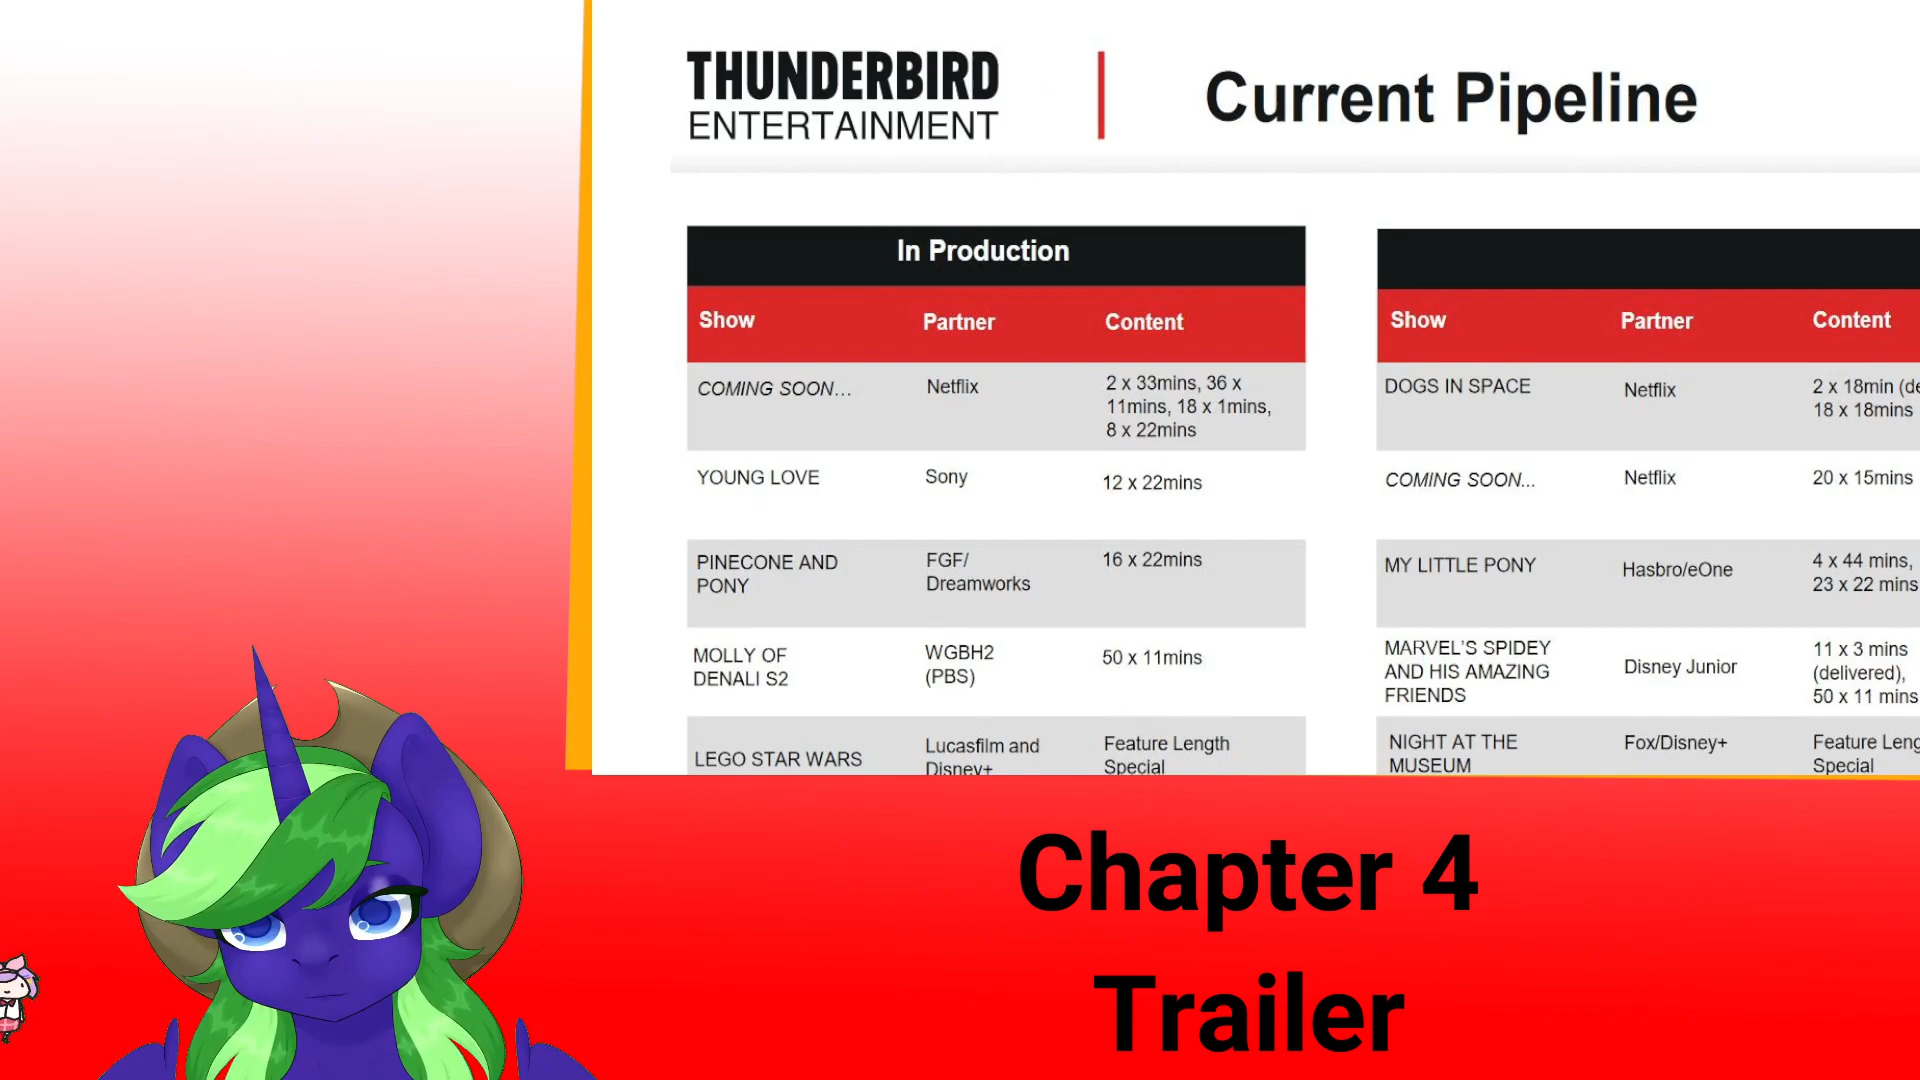 THUNDERBIRD
ENTERTAINMENT
Current Pipeline
In Production
Show Partner Content
COMING SOON... Netflix 2 x 33mins, 36 x
11mins, 18 x 1mins,
8 x 22mins
YOUNG LOVE Sony 12 x 22mins
PINECONE AND
PONY
FGF/
Dreamworks
16 x 22mins
MOLLY OF
DENALI S2
WGBH2
(PBS)
50 x 11mins
LEGO STAR WARS
Lucasfilm and
Disney+
Feature Length
Special
Show Partner Content
DOGS IN SPACE Netflix 2 x 18min
18 x 18mins
COMING SOON... Netflix 20 x 15mins
MY LITTLE PONY Hasbro/eOne 4 x 44 mins,
23 x 22 mins
MARVEL'S SPIDEY
AND HIS AMAZING
FRIENDS
Disney Junior
11 x 3 mins
(delivered),
50 x 11 mins
NIGHT AT THE
MUSEUM
Fox/Disney+
Feature
Special
Chapter 4
Trailer